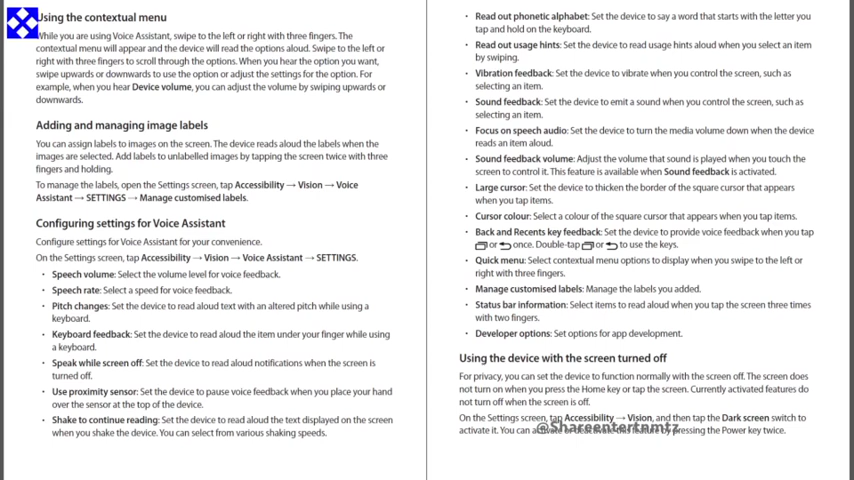 Using the contextual menu
While you are using Voice Assistant, swipe to the left or right with three fingers. The
contextual menu will appear and the device will read the options aloud. Swipe to the left or
right with three fingers to scroll through the options. When you hear the option you want,
swipe upwards or downwards to use the option or adjust the settings for the option. For
example, when you hear Device volume, you can adjust the volume by swiping upwards or
downwards.
Adding and managing image labels
You can assign labels to images on the screen. The device reads aloud the labels when the
images are selected. Add labels to unlabelled images by tapping the screen twice with three
fingers and holding.
To manage the labels, open the Settings screen, tap Accessibility → Vision → Voice
Assistant → SETTINGS → Manage customised labels.
Configuring settings for Voice Assistant
Configure settings for Voice Assistant for your convenience.
On the Settings screen, tap Accessibility → Vision → Voice Assistant → SETTINGS.
• Speech volume: Select the volume level for voice feedback.
• Speech rate: Select a speed for voice feedback.
• Pitch changes: Set the device to read aloud text with an altered pitch while using a
keyboard.
• Keyboard feedback: Set the device to read aloud the item under your finger while using
a keyboard.
• Speak while screen off: Set the device to read aloud notifications when the screen is
turned off.
• Use proximity sensor: Set the device to pause voice feedback when you place your hand
over the sensor at the top of the device.
• Shake to continue reading: Set the device to read aloud the text displayed on the screen
when you shake the device. You can select from various shaking speeds.
• Read out phonetic alphabet: Set the device to say a word that starts with the letter you
tap and hold on the keyboard.
• Read out usage hints: Set the device to read usage hints aloud when you select an item
by swiping.
• Vibration feedback: Set the device to vibrate when you control the screen, such as
selecting an item.
• Sound feedback: Set the device to emit a sound when you control the screen, such as
selecting an item.
• Focus on speech audio: Set the device to turn the media volume down when the device
reads an item aloud.
• Sound feedback volume: Adjust the volume that sound is played when you touch the
screen to control it. This feature is available when Sound feedback is activated.
• Large cursor: Set the device to thicken the border of the square cursor that appears
when you tap items.
• Cursor colour: Select a colour of the square cursor that appears when you tap items.
• Back and Recents key feedback: Set the device to provide voice feedback when you tap
or once. Double-tap or to use the keys.
• Quick menu: Select contextual menu options to display when you swipe to the left or
right with three fingers.
• Manage customised labels: Manage the labels you added.
• Status bar information: Select items to read aloud when you tap the screen three times
with two fingers.
• Developer options: Set options for app development.
Using the device with the screen turned off
For privacy, you can set the device to function normally with the screen off. The screen does
not turn on when you press the Home key or tap the screen. Currently activated features do
not turn off when the screen is off.
On the Settings screen, tap Accessibility → Vision, and then tap the Dark screen switch to
activate it. You can activate or deactivate this feature by pressing the Power key twice.
@Shareentertnmtz